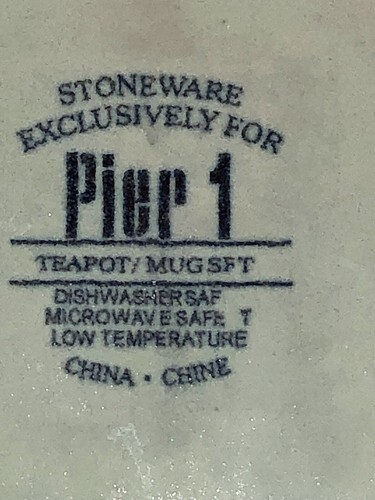 STONEWARE
EXCLUSIVELY FOR
Pier 1
TEAPOT/MUG SET
DISHWASHER SAF
MICROWAVE SAFE T
LOW TEMPERATURE
CHINA · CHINE